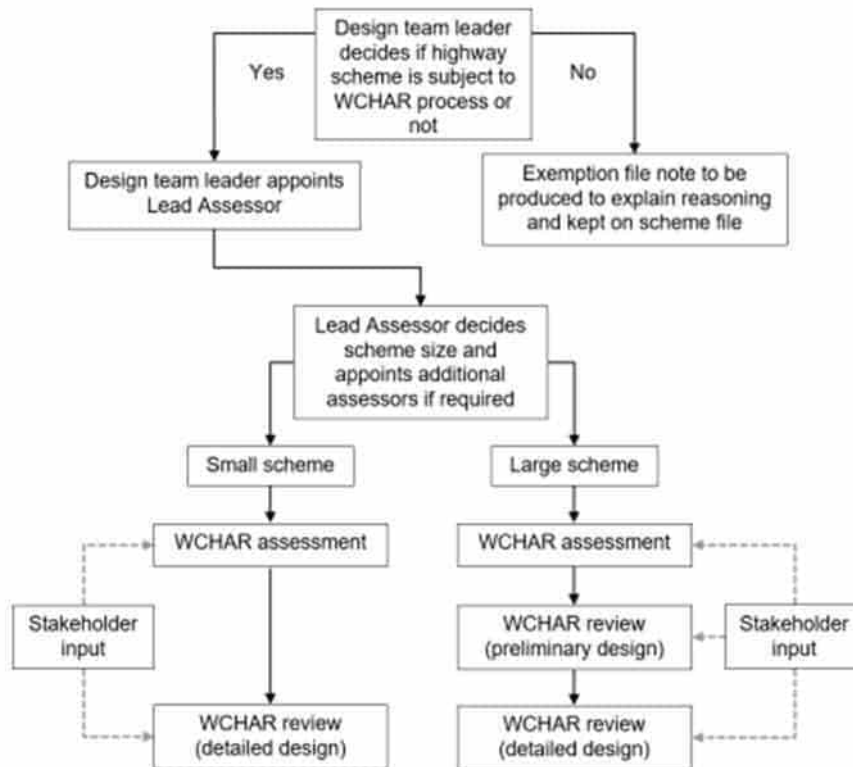 Design team leader
decides if highway
scheme is subject to
WCHAR process or
not
Yes
No
Design team leader appoints
Lead Assessor
Exemption file note to be
produced to explain reasoning
and kept on scheme file
Lead Assessor decides
scheme size and
appoints additional
assessors if required
Small scheme
Large scheme
WCHAR assessment
WCHAR assessment
Stakeholder
input
WCHAR review
(preliminary design)
Stakeholder
input
WCHAR review
(detailed design)
WCHAR review
(detailed design)